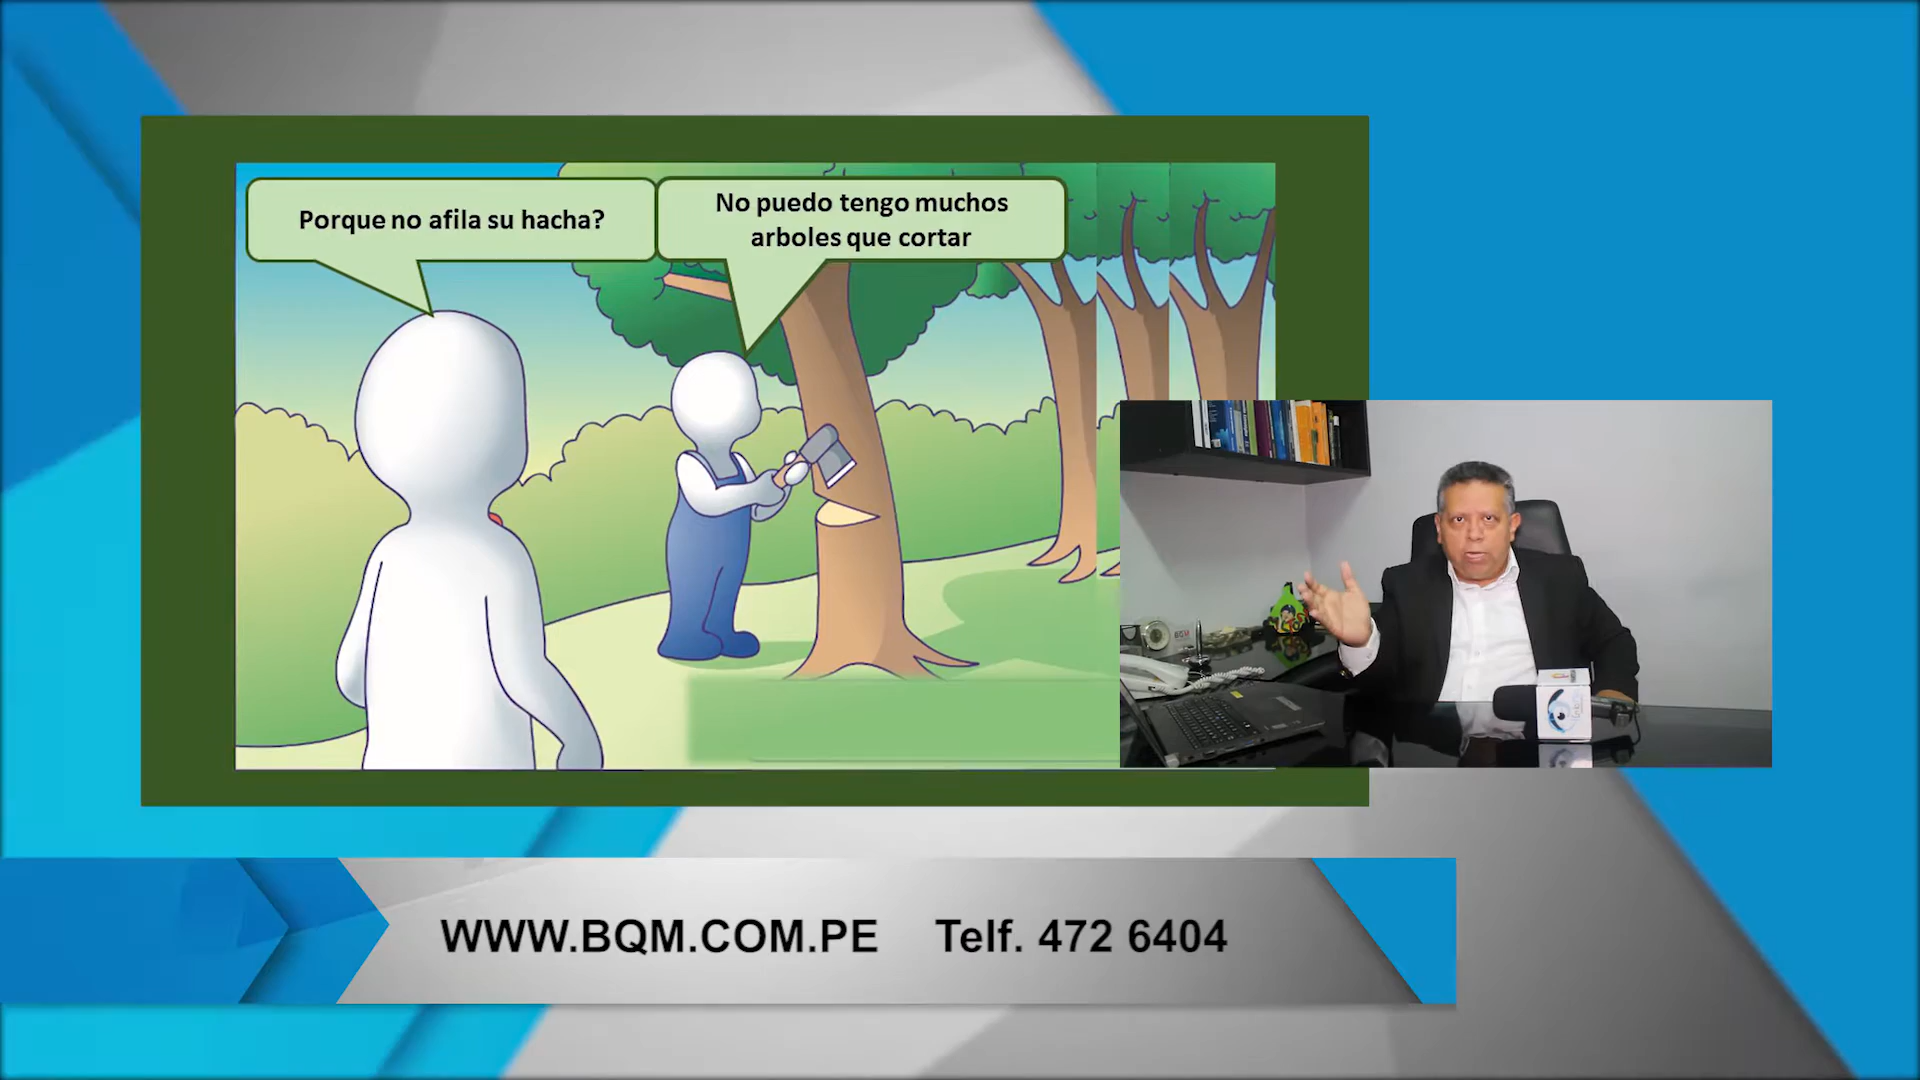 Porque no afila su hacha?
No puedo tengo muchos
arboles que cortar
BQM
WWW.BQM.COM.PE Telf. 472 6404